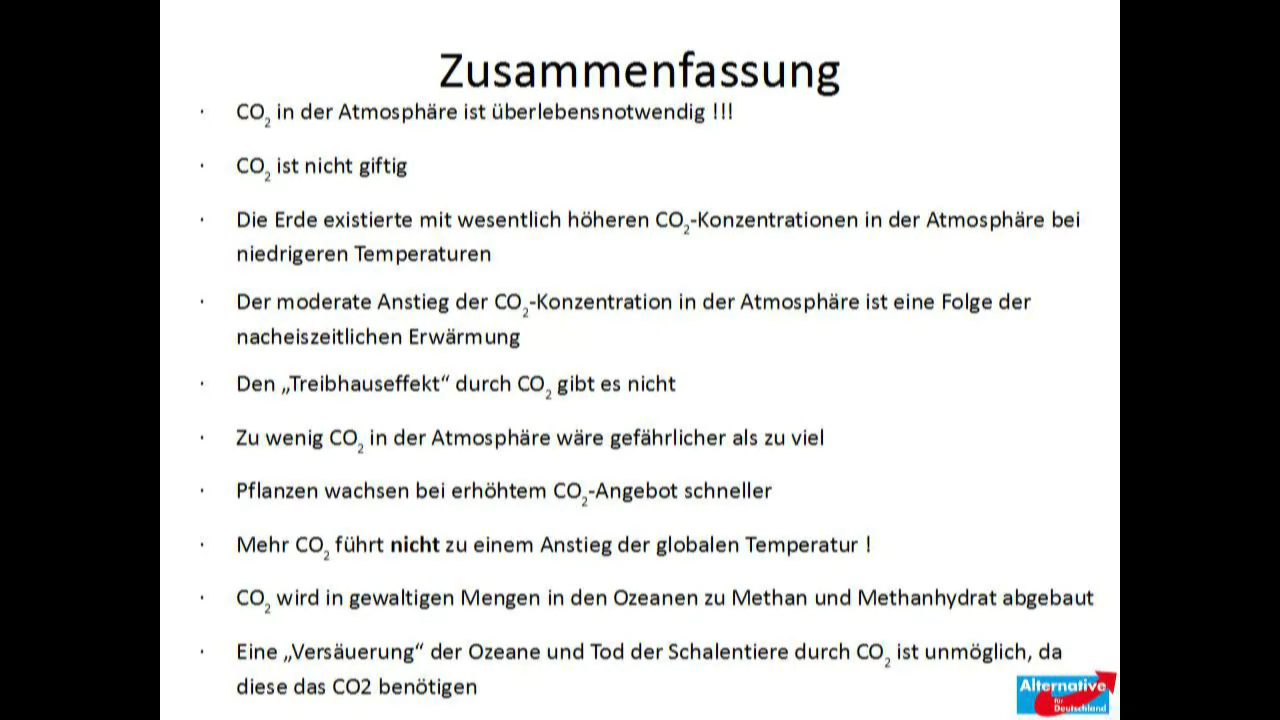 Zusammenfassung
· CO₂ in der Atmosphäre ist überlebensnotwendig !!!
· CO₂ ist nicht giftig
· Die Erde existierte mit wesentlich höheren CO₂-Konzentrationen in der Atmosphäre bei
niedrigeren Temperaturen
· Der moderate Anstieg der CO₂-Konzentration in der Atmosphäre ist eine Folge der
nacheiszeitlichen Erwärmung
· Den „Treibhauseffekt“ durch CO₂ gibt es nicht
· Zu wenig CO₂ in der Atmosphäre wäre gefährlicher als zu viel
· Pflanzen wachsen bei erhöhtem CO₂-Angebot schneller
· Mehr CO₂ führt nicht zu einem Anstieg der globalen Temperatur !
· CO₂ wird in gewaltigen Mengen in den Ozeanen zu Methan und Methanhydrat abgebaut
· Eine „Versäuerung“ der Ozeane und Tod der Schalentiere durch CO₂ ist unmöglich, da
diese das CO2 benötigen
Alternative
für
Deutschland